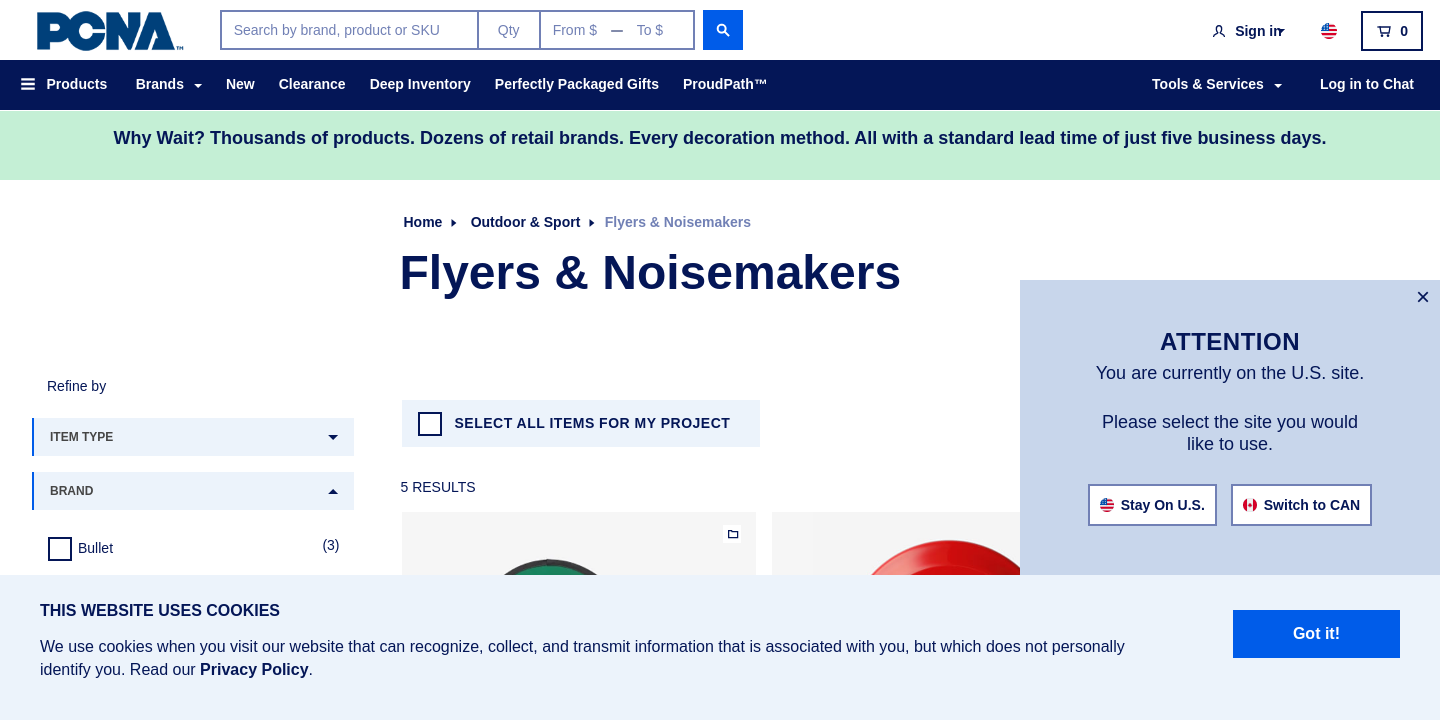 PCNA™
Search by brand, product or SKU
Qty
From $ — To $
Sign in
0
Products
Brands
New
Clearance
Deep Inventory
Perfectly Packaged Gifts
ProudPath™
Tools & Services
Log in to Chat
Why Wait? Thousands of products. Dozens of retail brands. Every decoration method. All with a standard lead time of just five business days.
Home
Outdoor & Sport
Flyers & Noisemakers
Flyers & Noisemakers
Refine by
ITEM TYPE
BRAND
Bullet
(3)
SELECT ALL ITEMS FOR MY PROJECT
5 RESULTS
×
ATTENTION
You are currently on the U.S. site.
Please select the site you would
like to use.
Stay On U.S.
Switch to CAN
THIS WEBSITE USES COOKIES
We use cookies when you visit our website that can recognize, collect, and transmit information that is associated with you, but which does not personally
identify you. Read our Privacy Policy.
Got it!